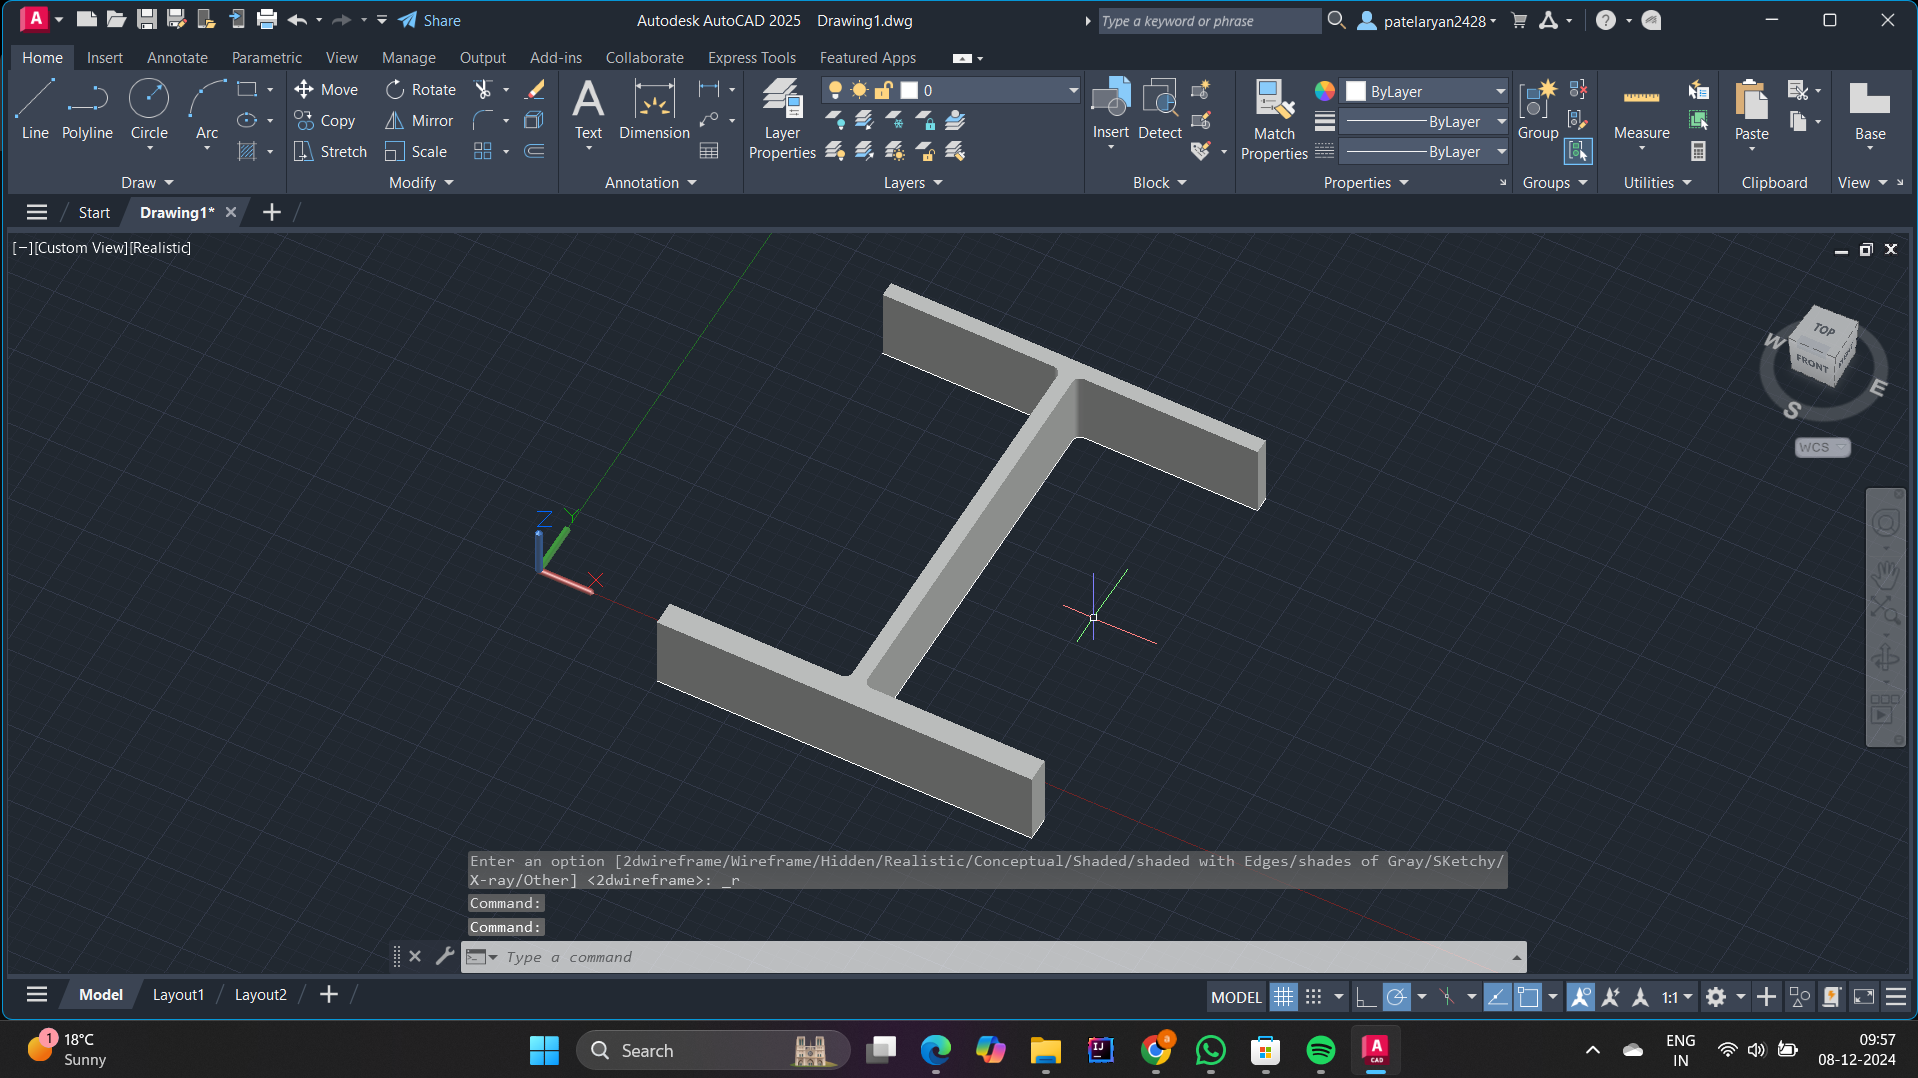 A Share Autodesk AutoCAD 2025 Drawing1.dwg Type a keyword or phrase patelaryan2428
Home Insert Annotate Parametric View Manage Output Add-ins Collaborate Express Tools Featured Apps
Line Polyline Circle Arc
Move Rotate
Copy Mirror
Stretch Scale
Text Dimension
Layer Properties
0
Insert Detect
Match Properties
ByLayer
ByLayer
ByLayer
Group Measure Paste Base
Draw Modify Annotation Layers Block Properties Groups Utilities Clipboard View
Start Drawing1*
[−][Custom View][Realistic]
TOP
FRONT
W
E
S
WCS
Z Y
X
Enter an option [2dwireframe/Wireframe/Hidden/Realistic/Conceptual/Shaded/shaded with Edges/shades of Gray/SKetchy/
X-ray/Other] <2dwireframe>: _r
Command:
Command:
Type a command
Model Layout1 Layout2 MODEL 1:1
1 18°C
Sunny
Search
IJ
a
A CAD
ENG
IN
09:57
08-12-2024